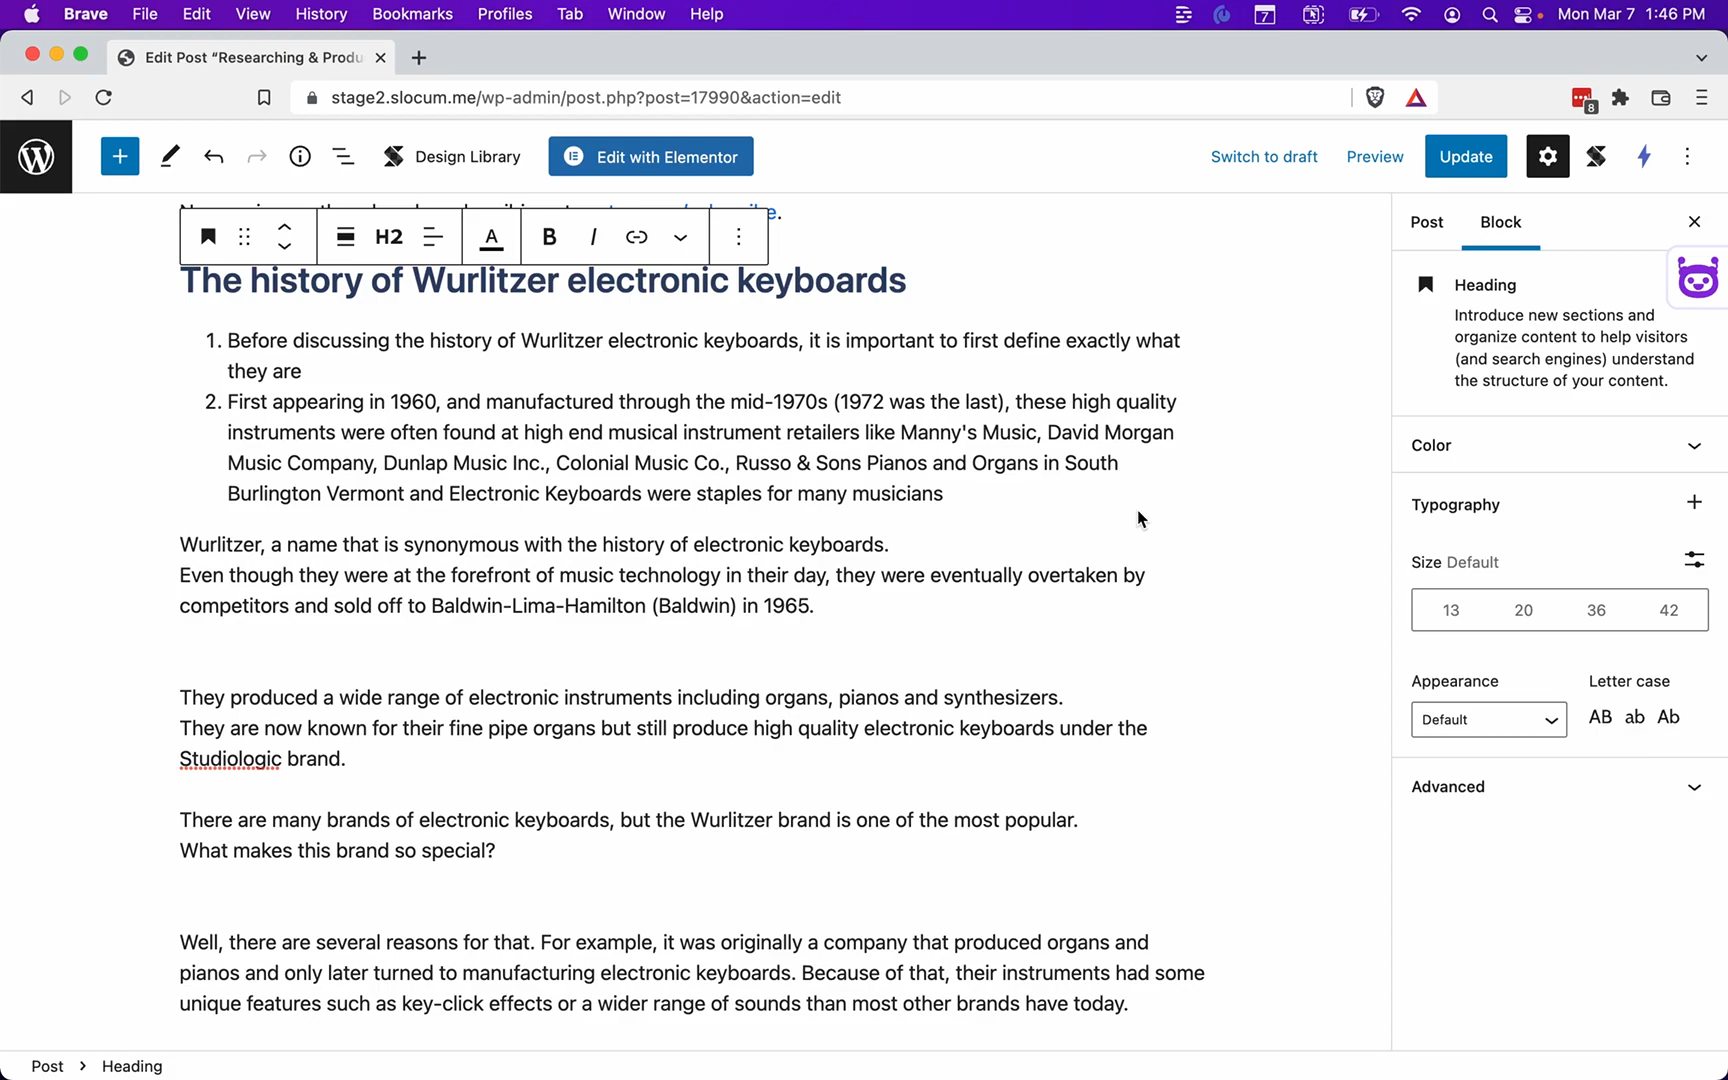 Brave File Edit View History Bookmarks Profiles Tab Window Help 7 Mon Mar 7 1:46 PM
Edit Post “Researching & Produ
stage2.slocum.me/wp-admin/post.php?post=17990&action=edit 8
Design Library Edit with Elementor Switch to draft Preview Update
H2 A B I
The history of Wurlitzer electronic keyboards
1. Before discussing the history of Wurlitzer electronic keyboards, it is important to first define exactly what
they are
2. First appearing in 1960, and manufactured through the mid-1970s (1972 was the last), these high quality
instruments were often found at high end musical instrument retailers like Manny's Music, David Morgan
Music Company, Dunlap Music Inc., Colonial Music Co., Russo & Sons Pianos and Organs in South
Burlington Vermont and Electronic Keyboards were staples for many musicians
Wurlitzer, a name that is synonymous with the history of electronic keyboards.
Even though they were at the forefront of music technology in their day, they were eventually overtaken by
competitors and sold off to Baldwin-Lima-Hamilton (Baldwin) in 1965.
They produced a wide range of electronic instruments including organs, pianos and synthesizers.
They are now known for their fine pipe organs but still produce high quality electronic keyboards under the
Studiologic brand.
There are many brands of electronic keyboards, but the Wurlitzer brand is one of the most popular.
What makes this brand so special?
Well, there are several reasons for that. For example, it was originally a company that produced organs and
pianos and only later turned to manufacturing electronic keyboards. Because of that, their instruments had some
unique features such as key-click effects or a wider range of sounds than most other brands have today.
Post Block
Heading
Introduce new sections and
organize content to help visitors
(and search engines) understand
the structure of your content.
Color
Typography
Size Default
13 20 36 42
Appearance Letter case
Default AB ab Ab
Advanced
Post Heading